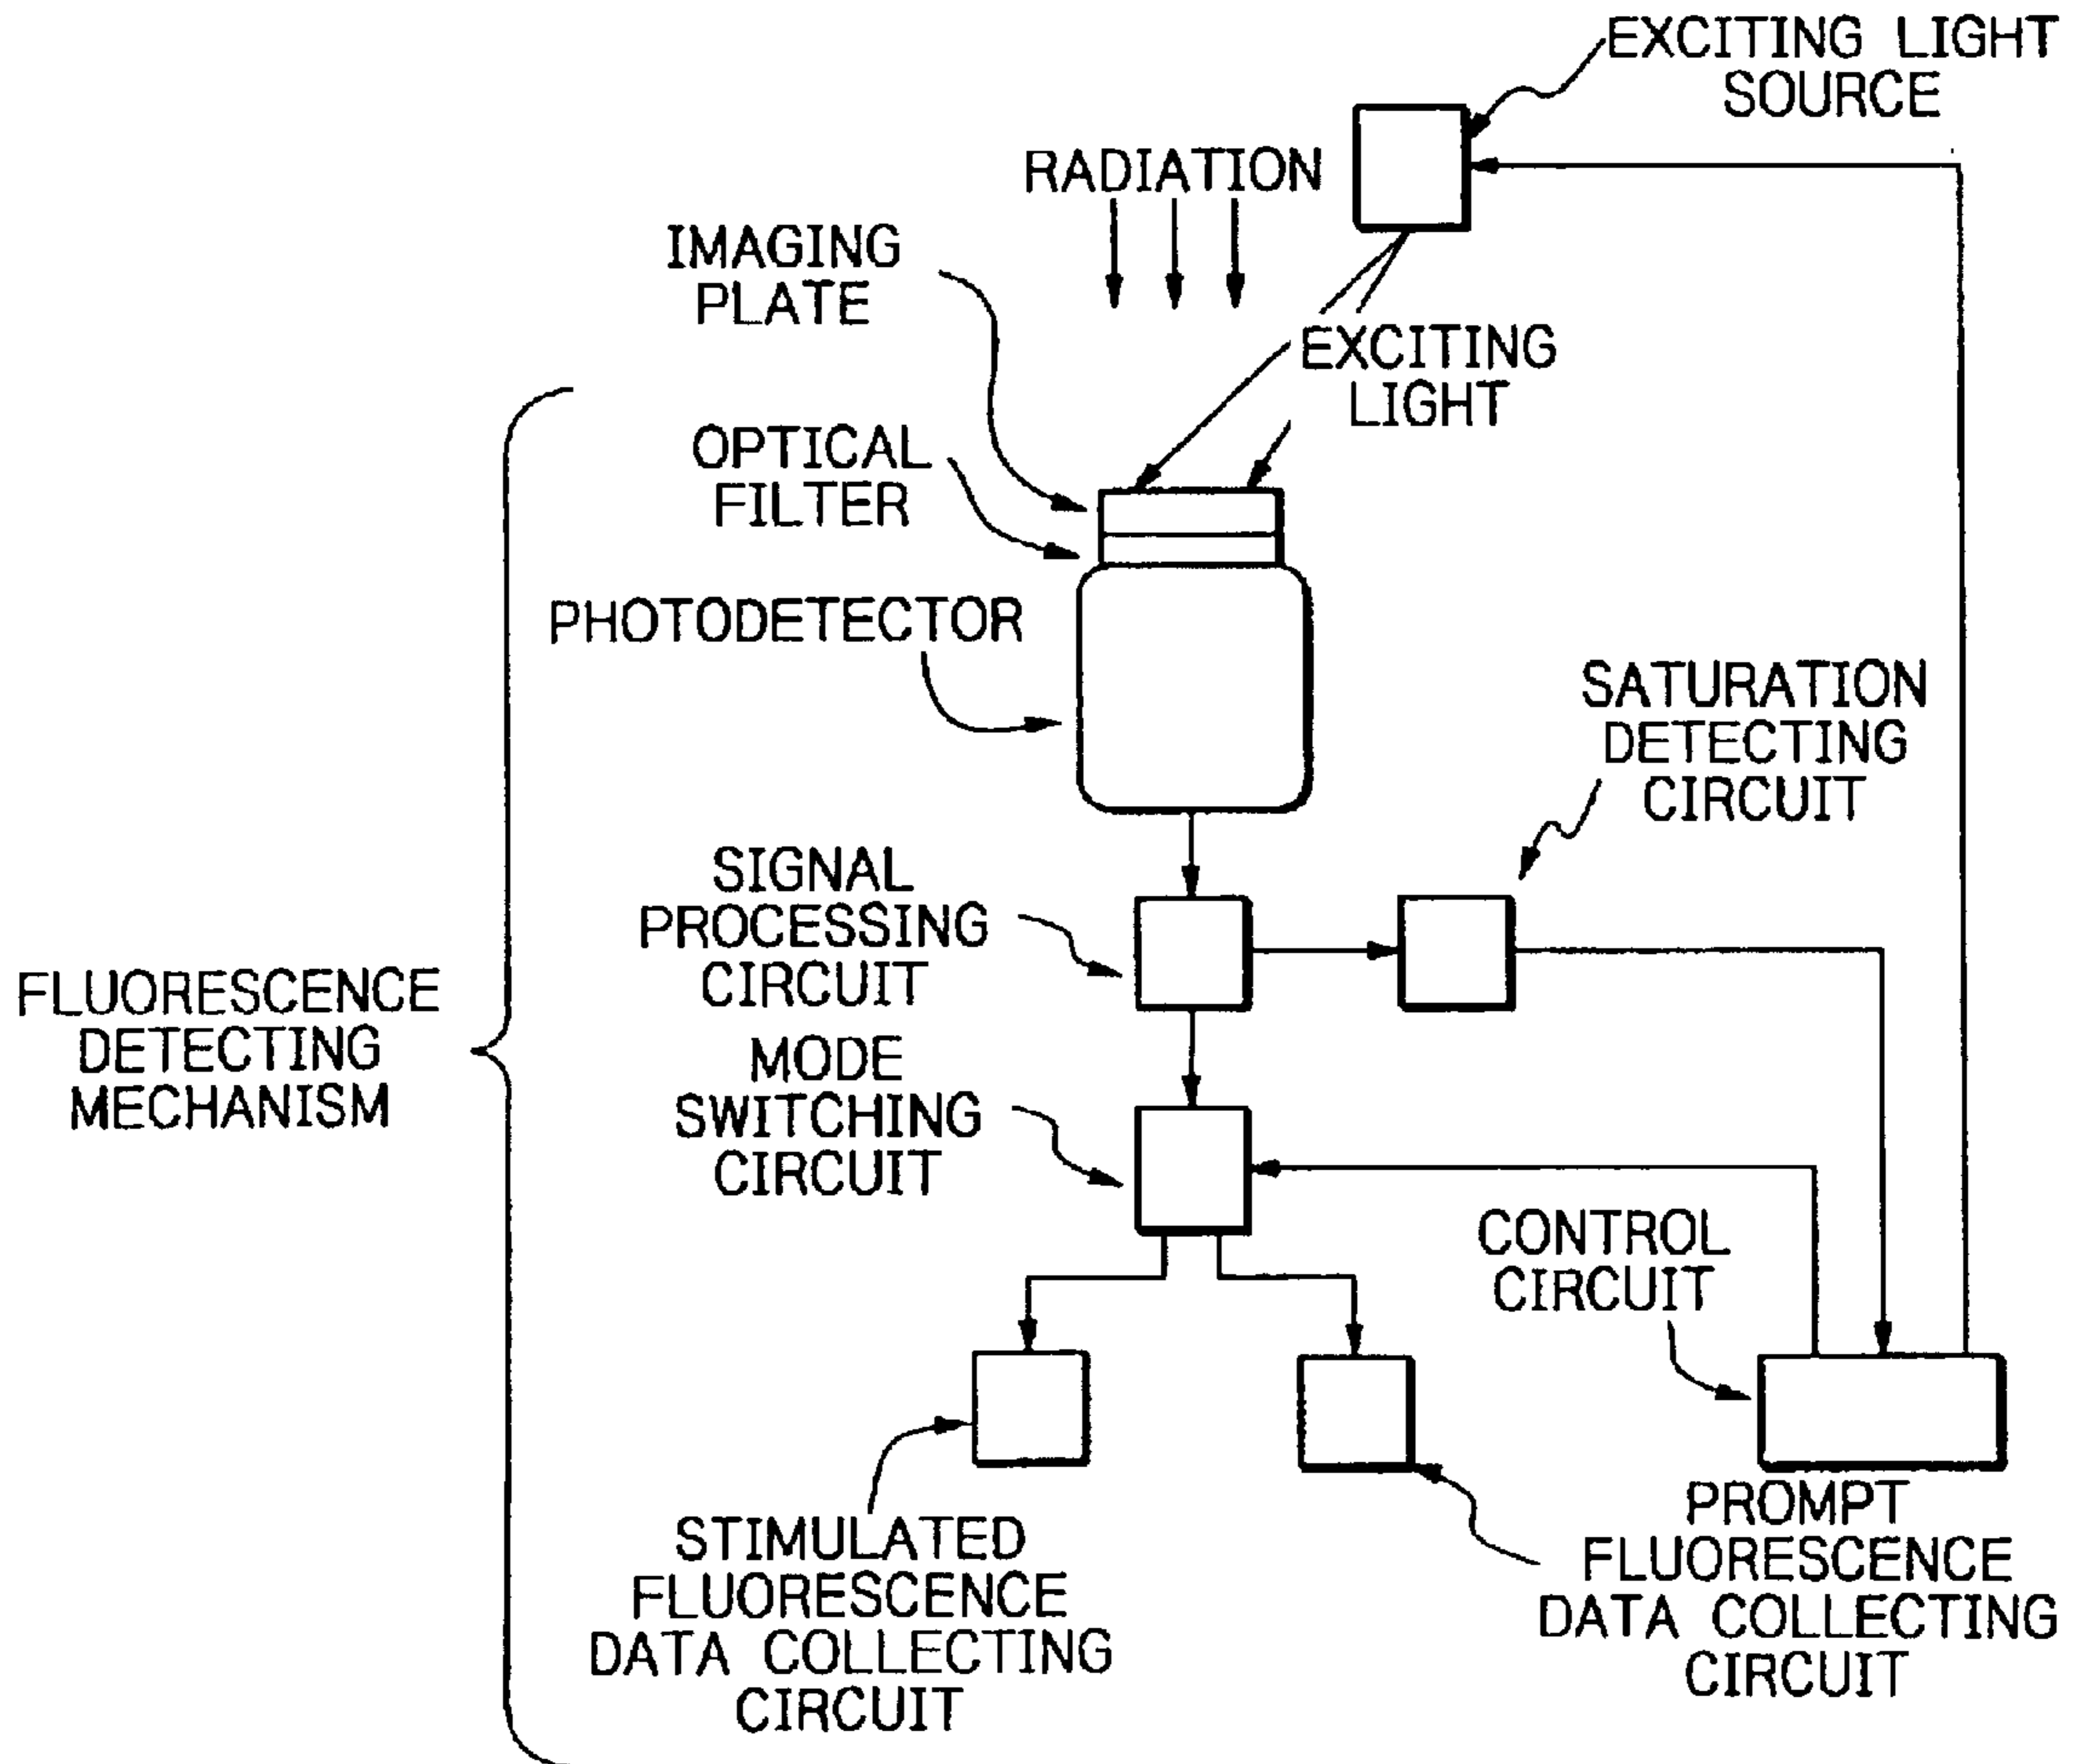 EXCITING LIGHT
SOURCE
RADIATION
IMAGING
PLATE
EXCITING
LIGHT
OPTICAL
FILTER
PHOTODETECTOR
SATURATION
DETECTING
CIRCUIT
SIGNAL
PROCESSING
CIRCUIT
FLUORESCENCE
DETECTING
MECHANISM
MODE
SWITCHING
CIRCUIT
CONTROL
CIRCUIT
STIMULATED
FLUORESCENCE
DATA COLLECTING
CIRCUIT
PROMPT
FLUORESCENCE
DATA COLLECTING
CIRCUIT